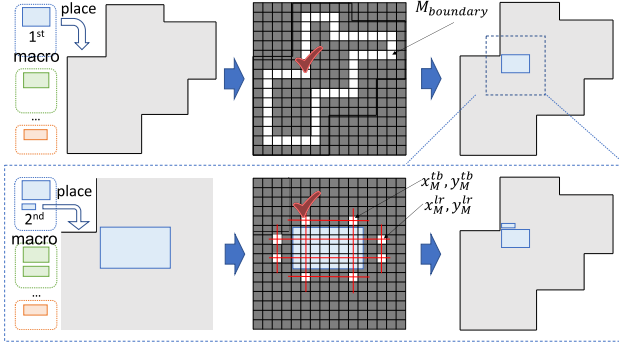 place
1st
macro
...
M_boundary
place
2nd
macro
...
x_M^tb, y_M^tb
x_M^lr, y_M^lr